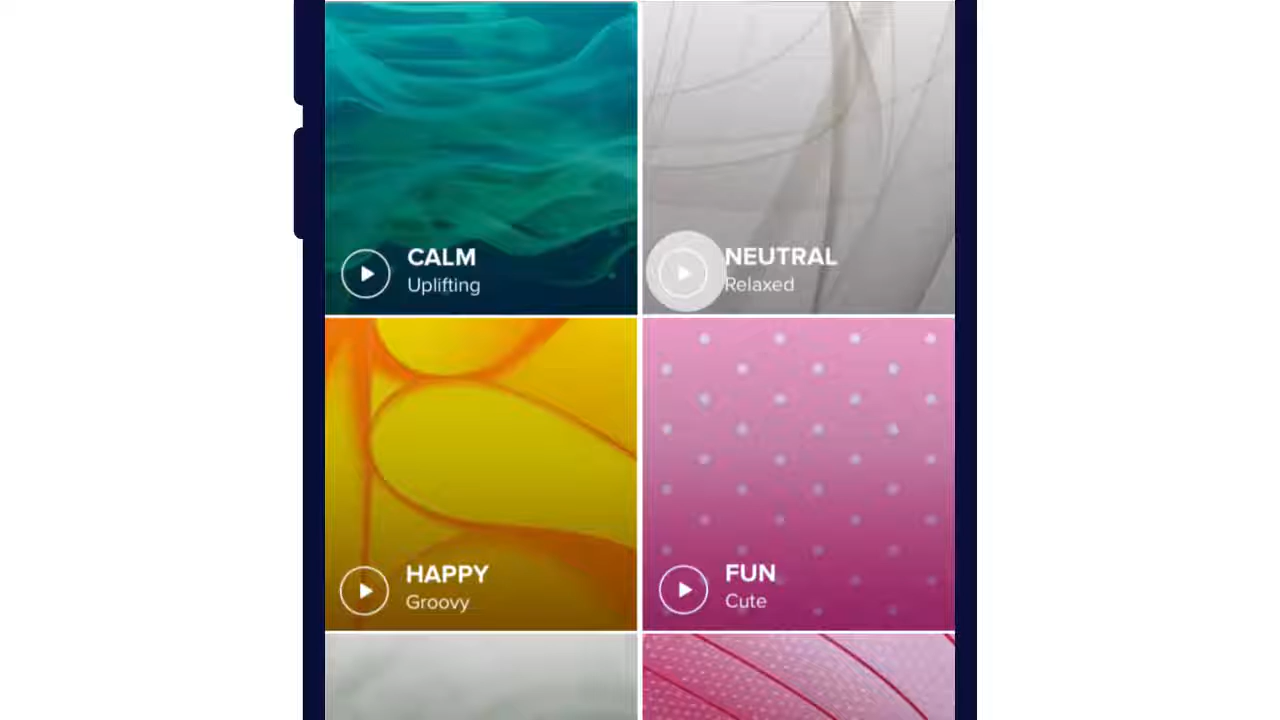 CALM
Uplifting
NEUTRAL
Relaxed
HAPPY
Groovy
FUN
Cute